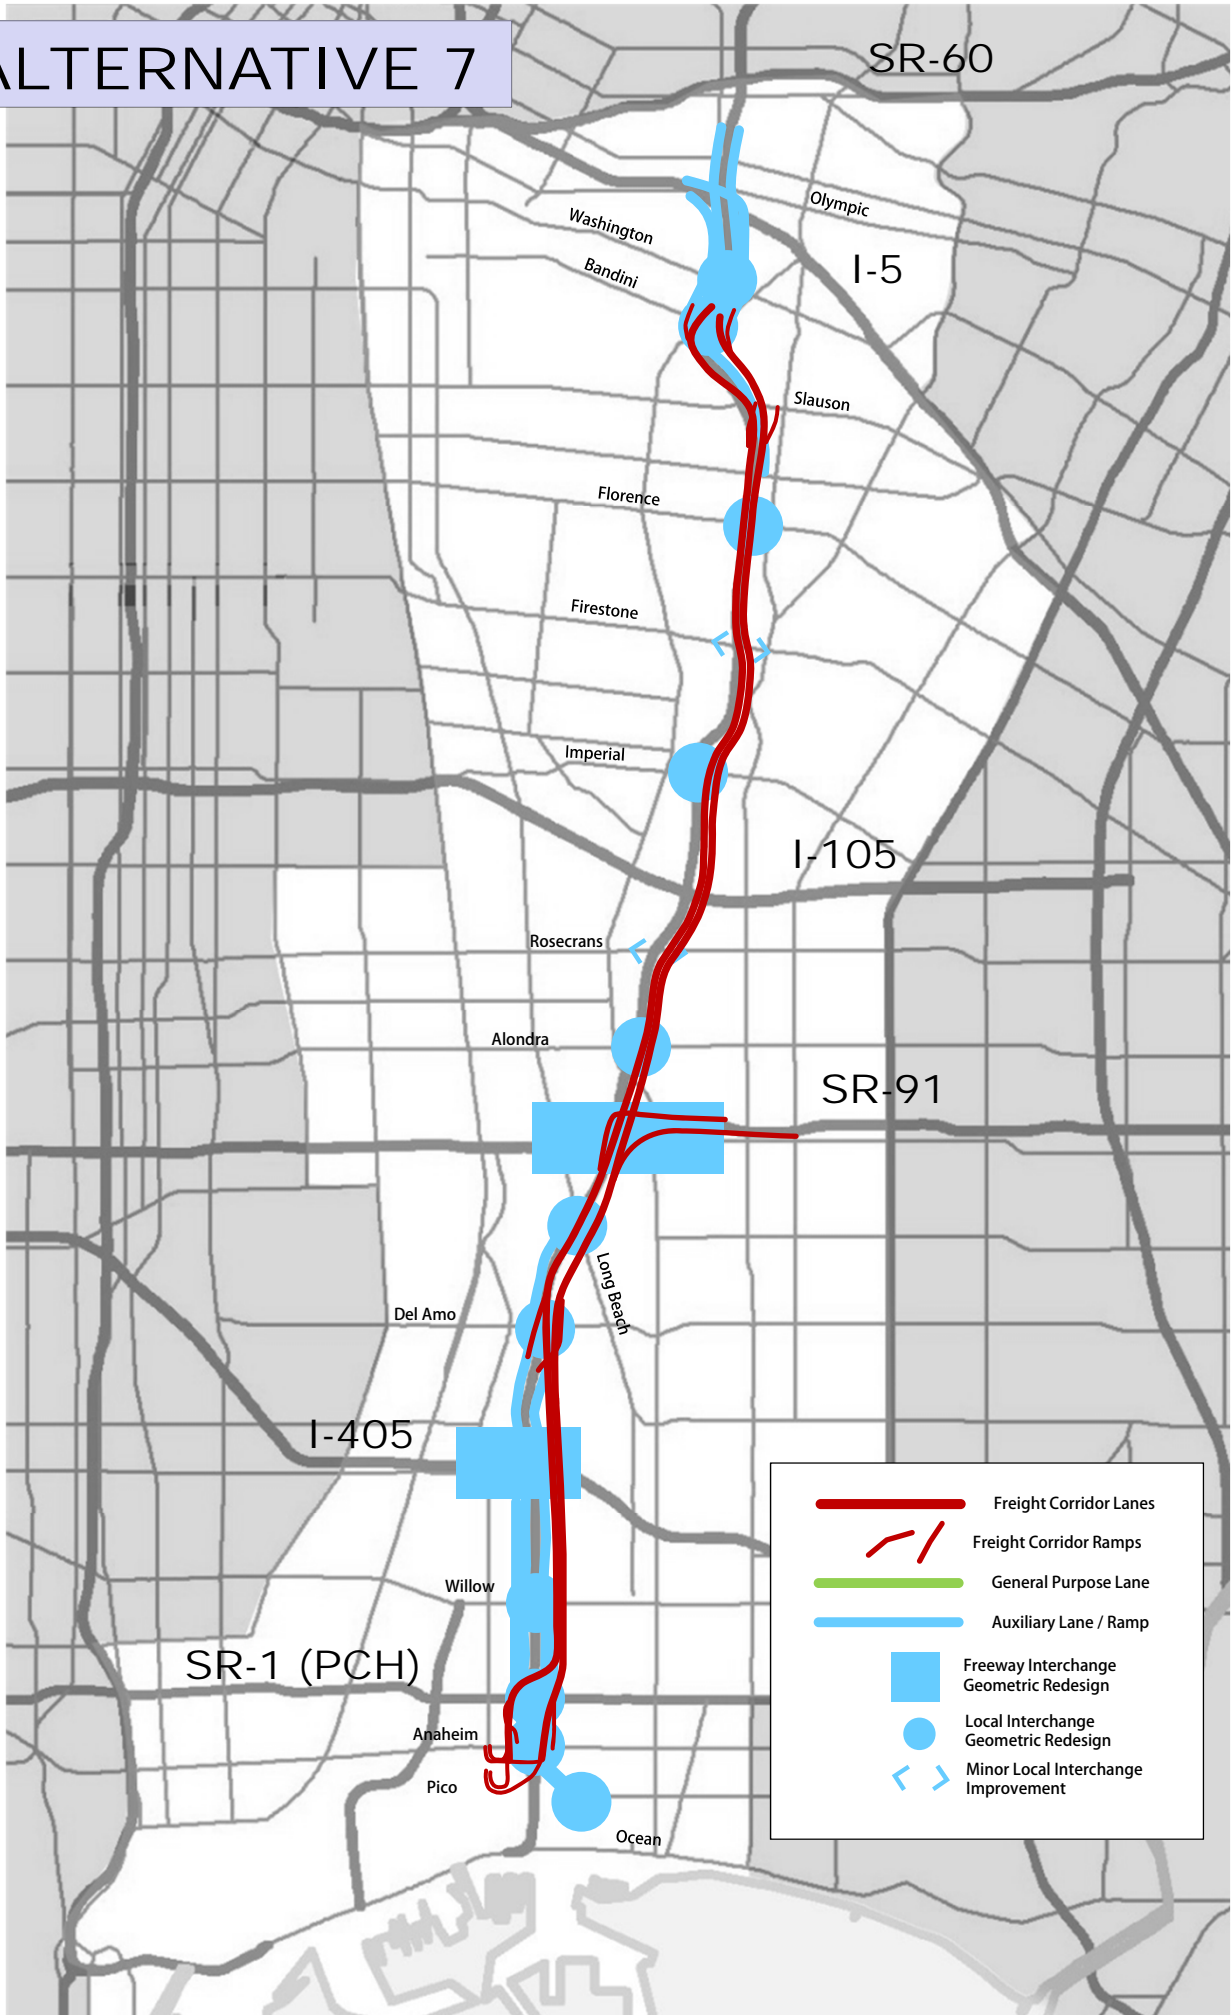 ALTERNATIVE 7
SR-60
Olympic
Washington
I-5
Bandini
Slauson
Florence
Firestone
Imperial
I-105
Rosecrans
Alondra
SR-91
Long Beach
Del Amo
I-405
Willow
SR-1 (PCH)
Anaheim
Pico
Ocean
Freight Corridor Lanes
Freight Corridor Ramps
General Purpose Lane
Auxiliary Lane / Ramp
Freeway Interchange
Geometric Redesign
Local Interchange
Geometric Redesign
Minor Local Interchange
Improvement